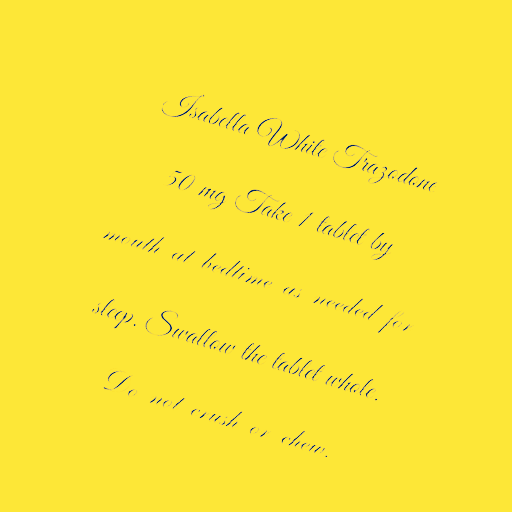 Isabella White Trazodone
50 mg Take 1 tablet by
mouth at bedtime as needed for
sleep. Swallow the tablet whole.
Do not crush or chew.